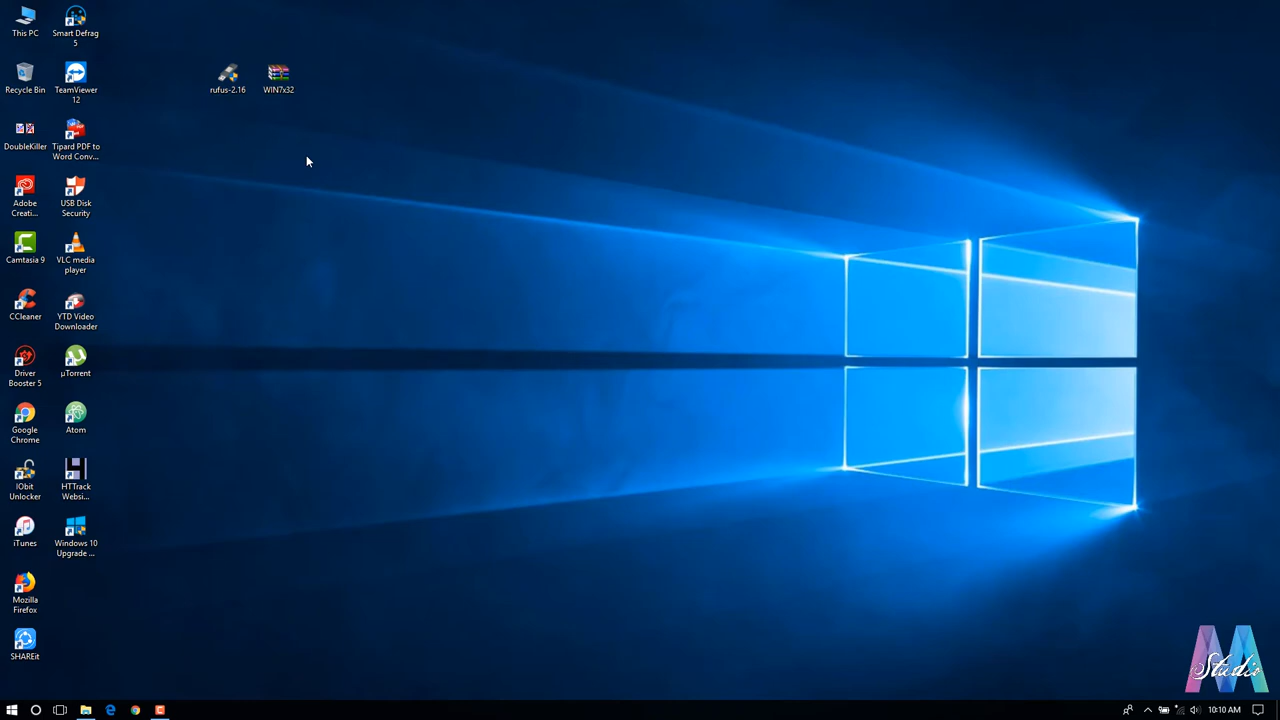 This PC
Smart Defrag
5
rufus-2.16
WIN7x32
Recycle Bin
TeamViewer
12
DoubleKiller
Tipard PDF to
Word Conv...
Adobe
Creati...
USB Disk
Security
Camtasia 9
VLC media
player
CCleaner
YTD Video
Downloader
Driver
Booster 5
µTorrent
Google
Chrome
Atom
IObit
Unlocker
HTTrack
Websi...
iTunes
Windows 10
Upgrade ...
Mozilla
Firefox
SHAREit
M
Studio
10:10 AM